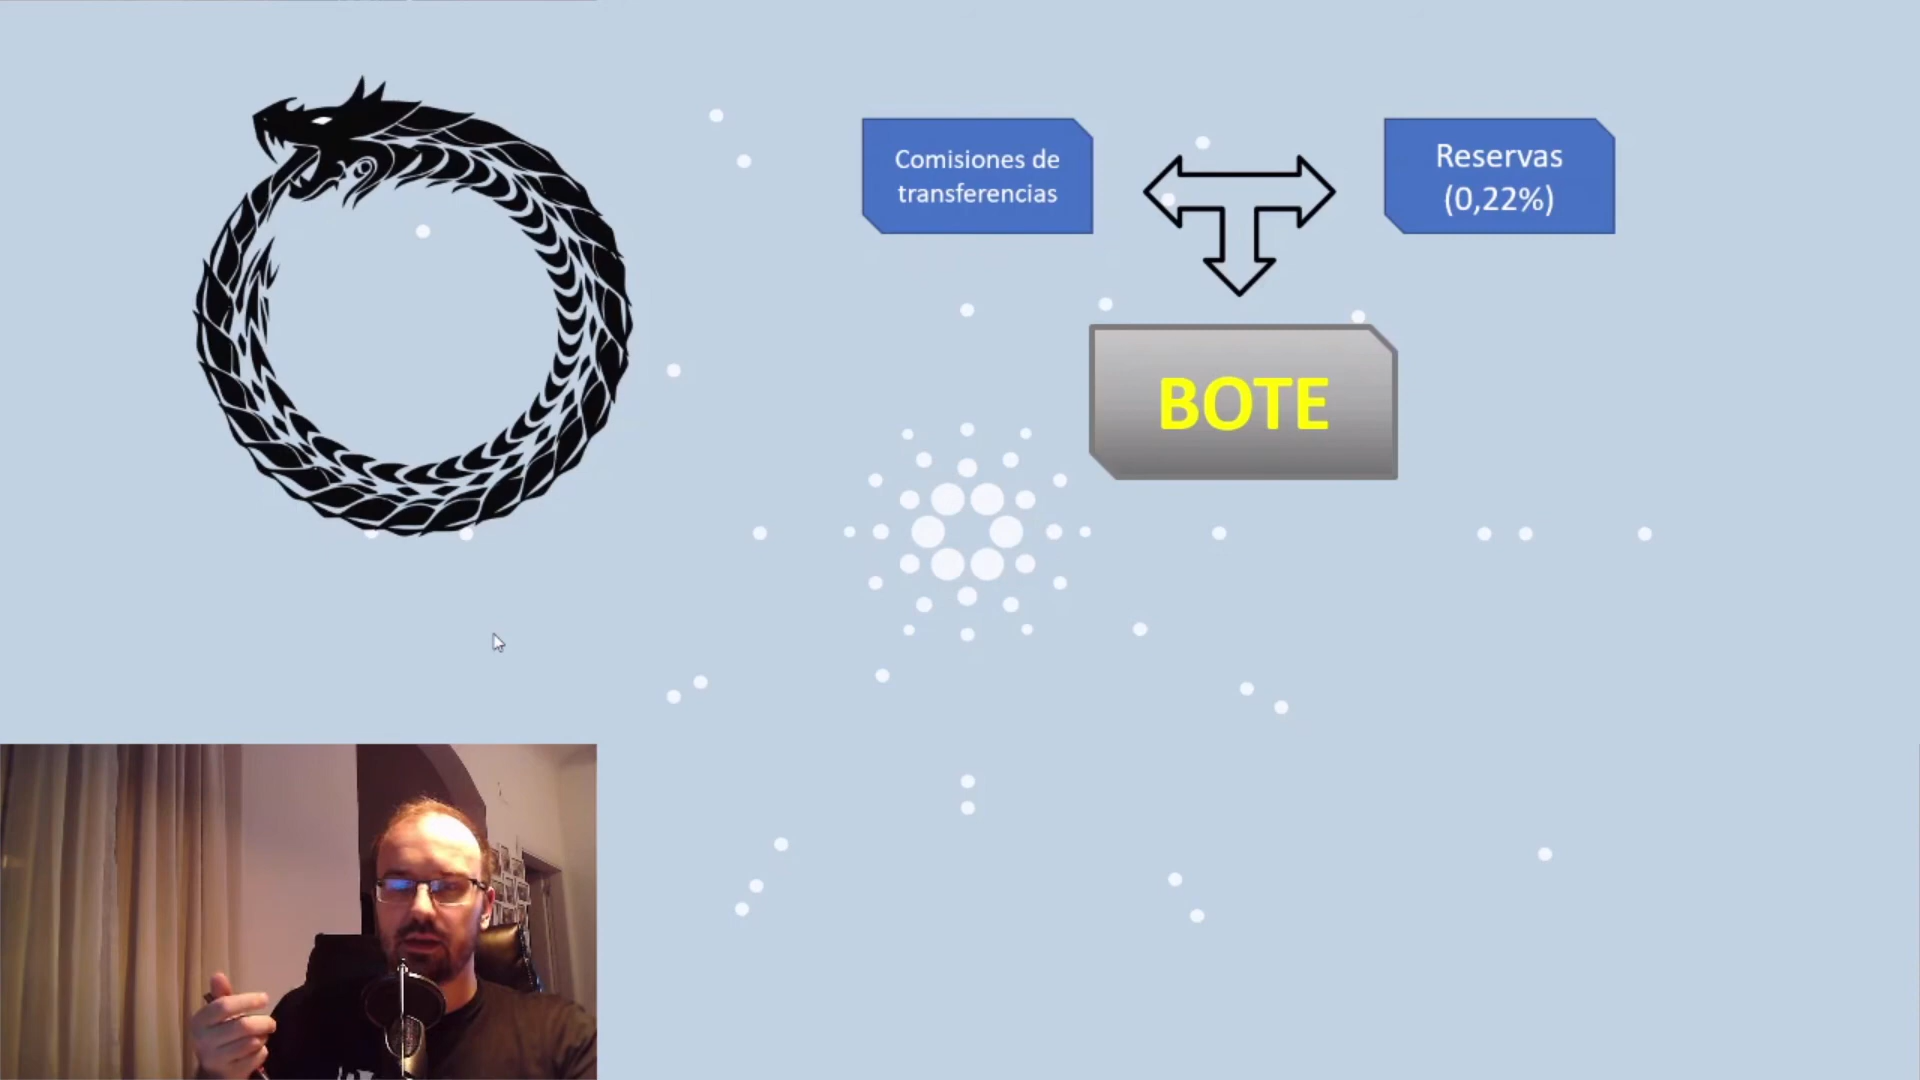 Comisiones de
transferencias
Reservas
(0,22%)
BOTE